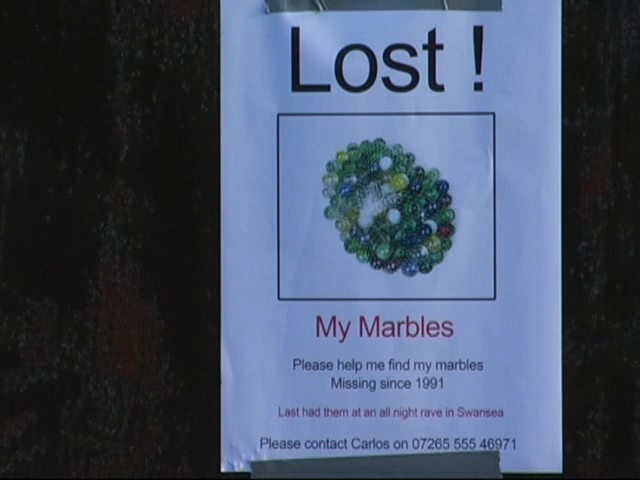 Lost !
My Marbles
Please help me find my marbles
Missing since 1991
Last had them at an all night rave in Swansea
Please contact Carlos on 07265 555 46971